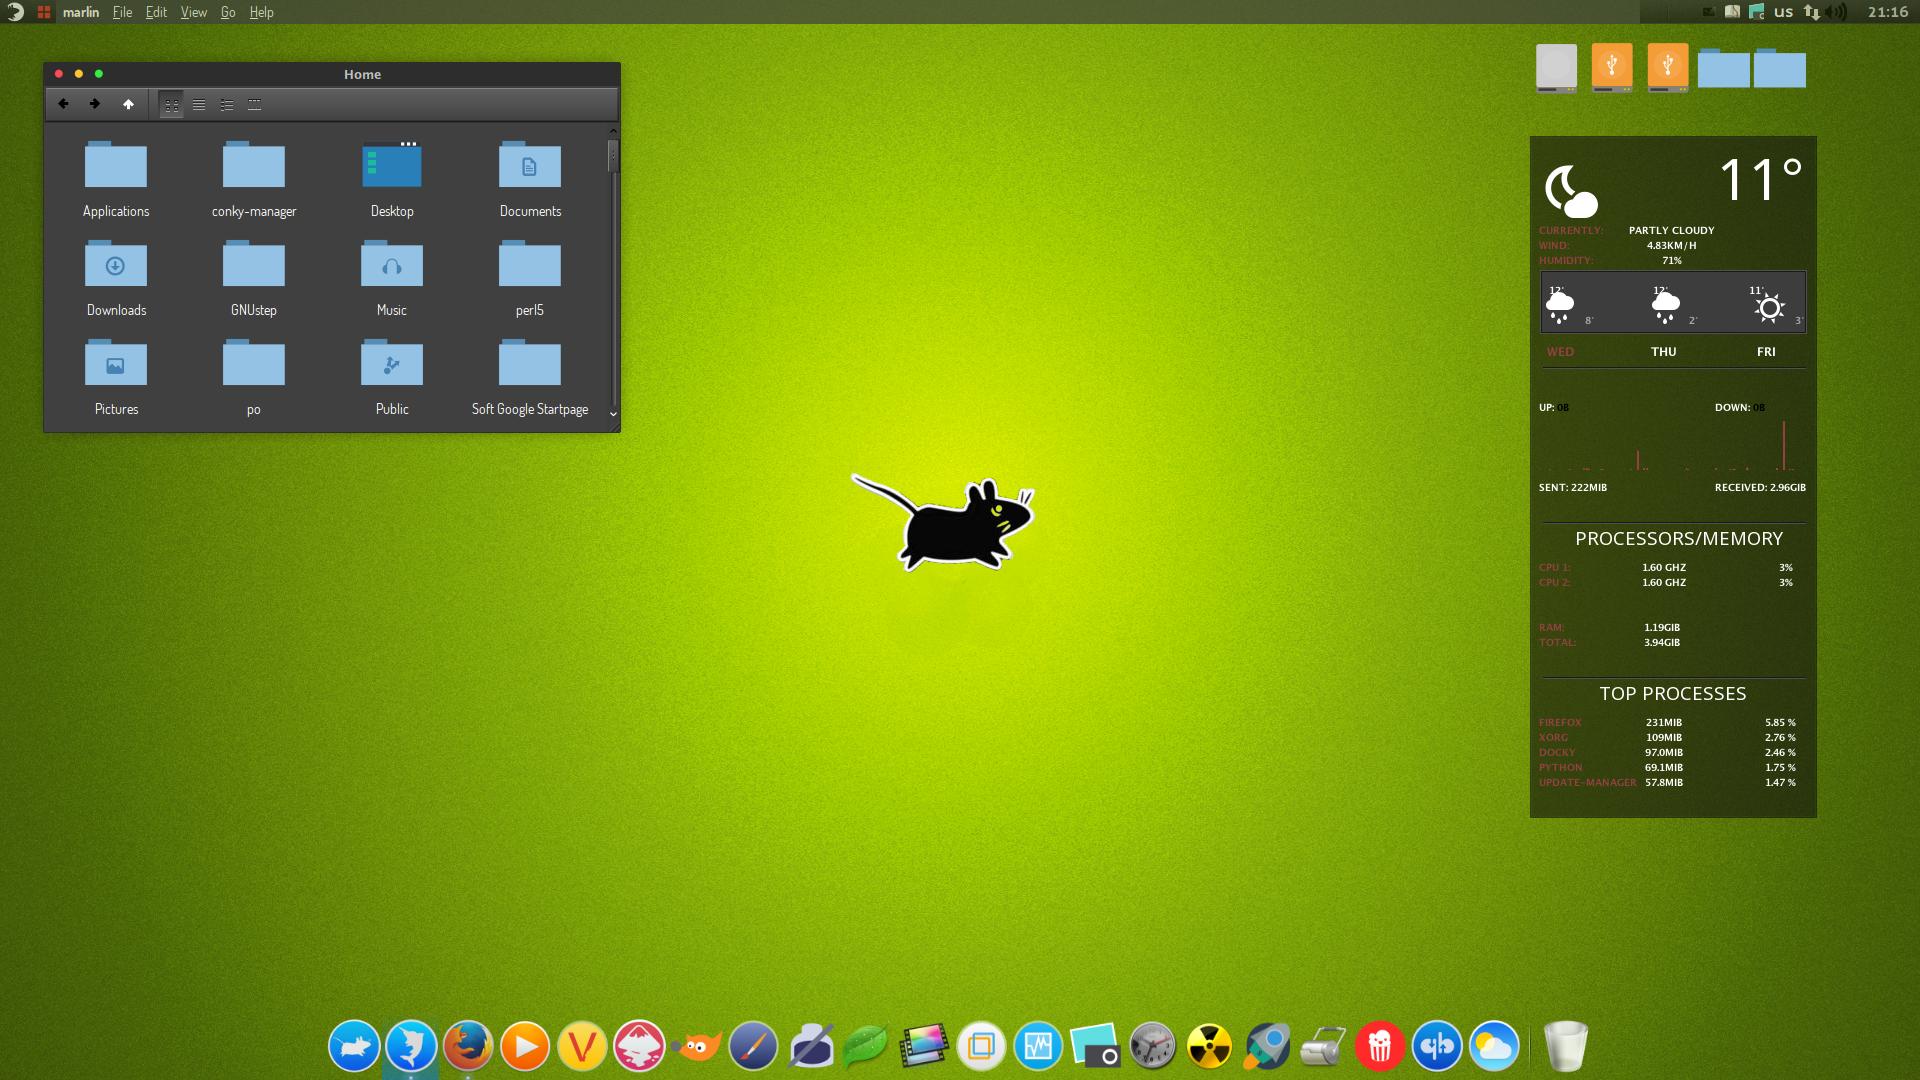 marlin File Edit View Go Help
us 21:16
Home
Applications conky-manager Desktop Documents
Downloads GNUstep Music perl5
Pictures po Public Soft Google Startpage
11°
CURRENTLY: PARTLY CLOUDY
WIND: 4.83KM/H
HUMIDITY: 71%
12° 12° 11°
8° 2° 3°
WED THU FRI
UP: 0B DOWN: 0B
SENT: 222MIB RECEIVED: 2.96GIB
PROCESSORS/MEMORY
CPU 1: 1.60 GHZ 3%
CPU 2: 1.60 GHZ 3%
RAM: 1.19GIB
TOTAL: 3.94GIB
TOP PROCESSES
FIREFOX 231MIB 5.85 %
XORG 109MIB 2.76 %
DOCKY 97.0MIB 2.46 %
PYTHON 69.1MIB 1.75 %
UPDATE-MANAGER 57.8MIB 1.47 %